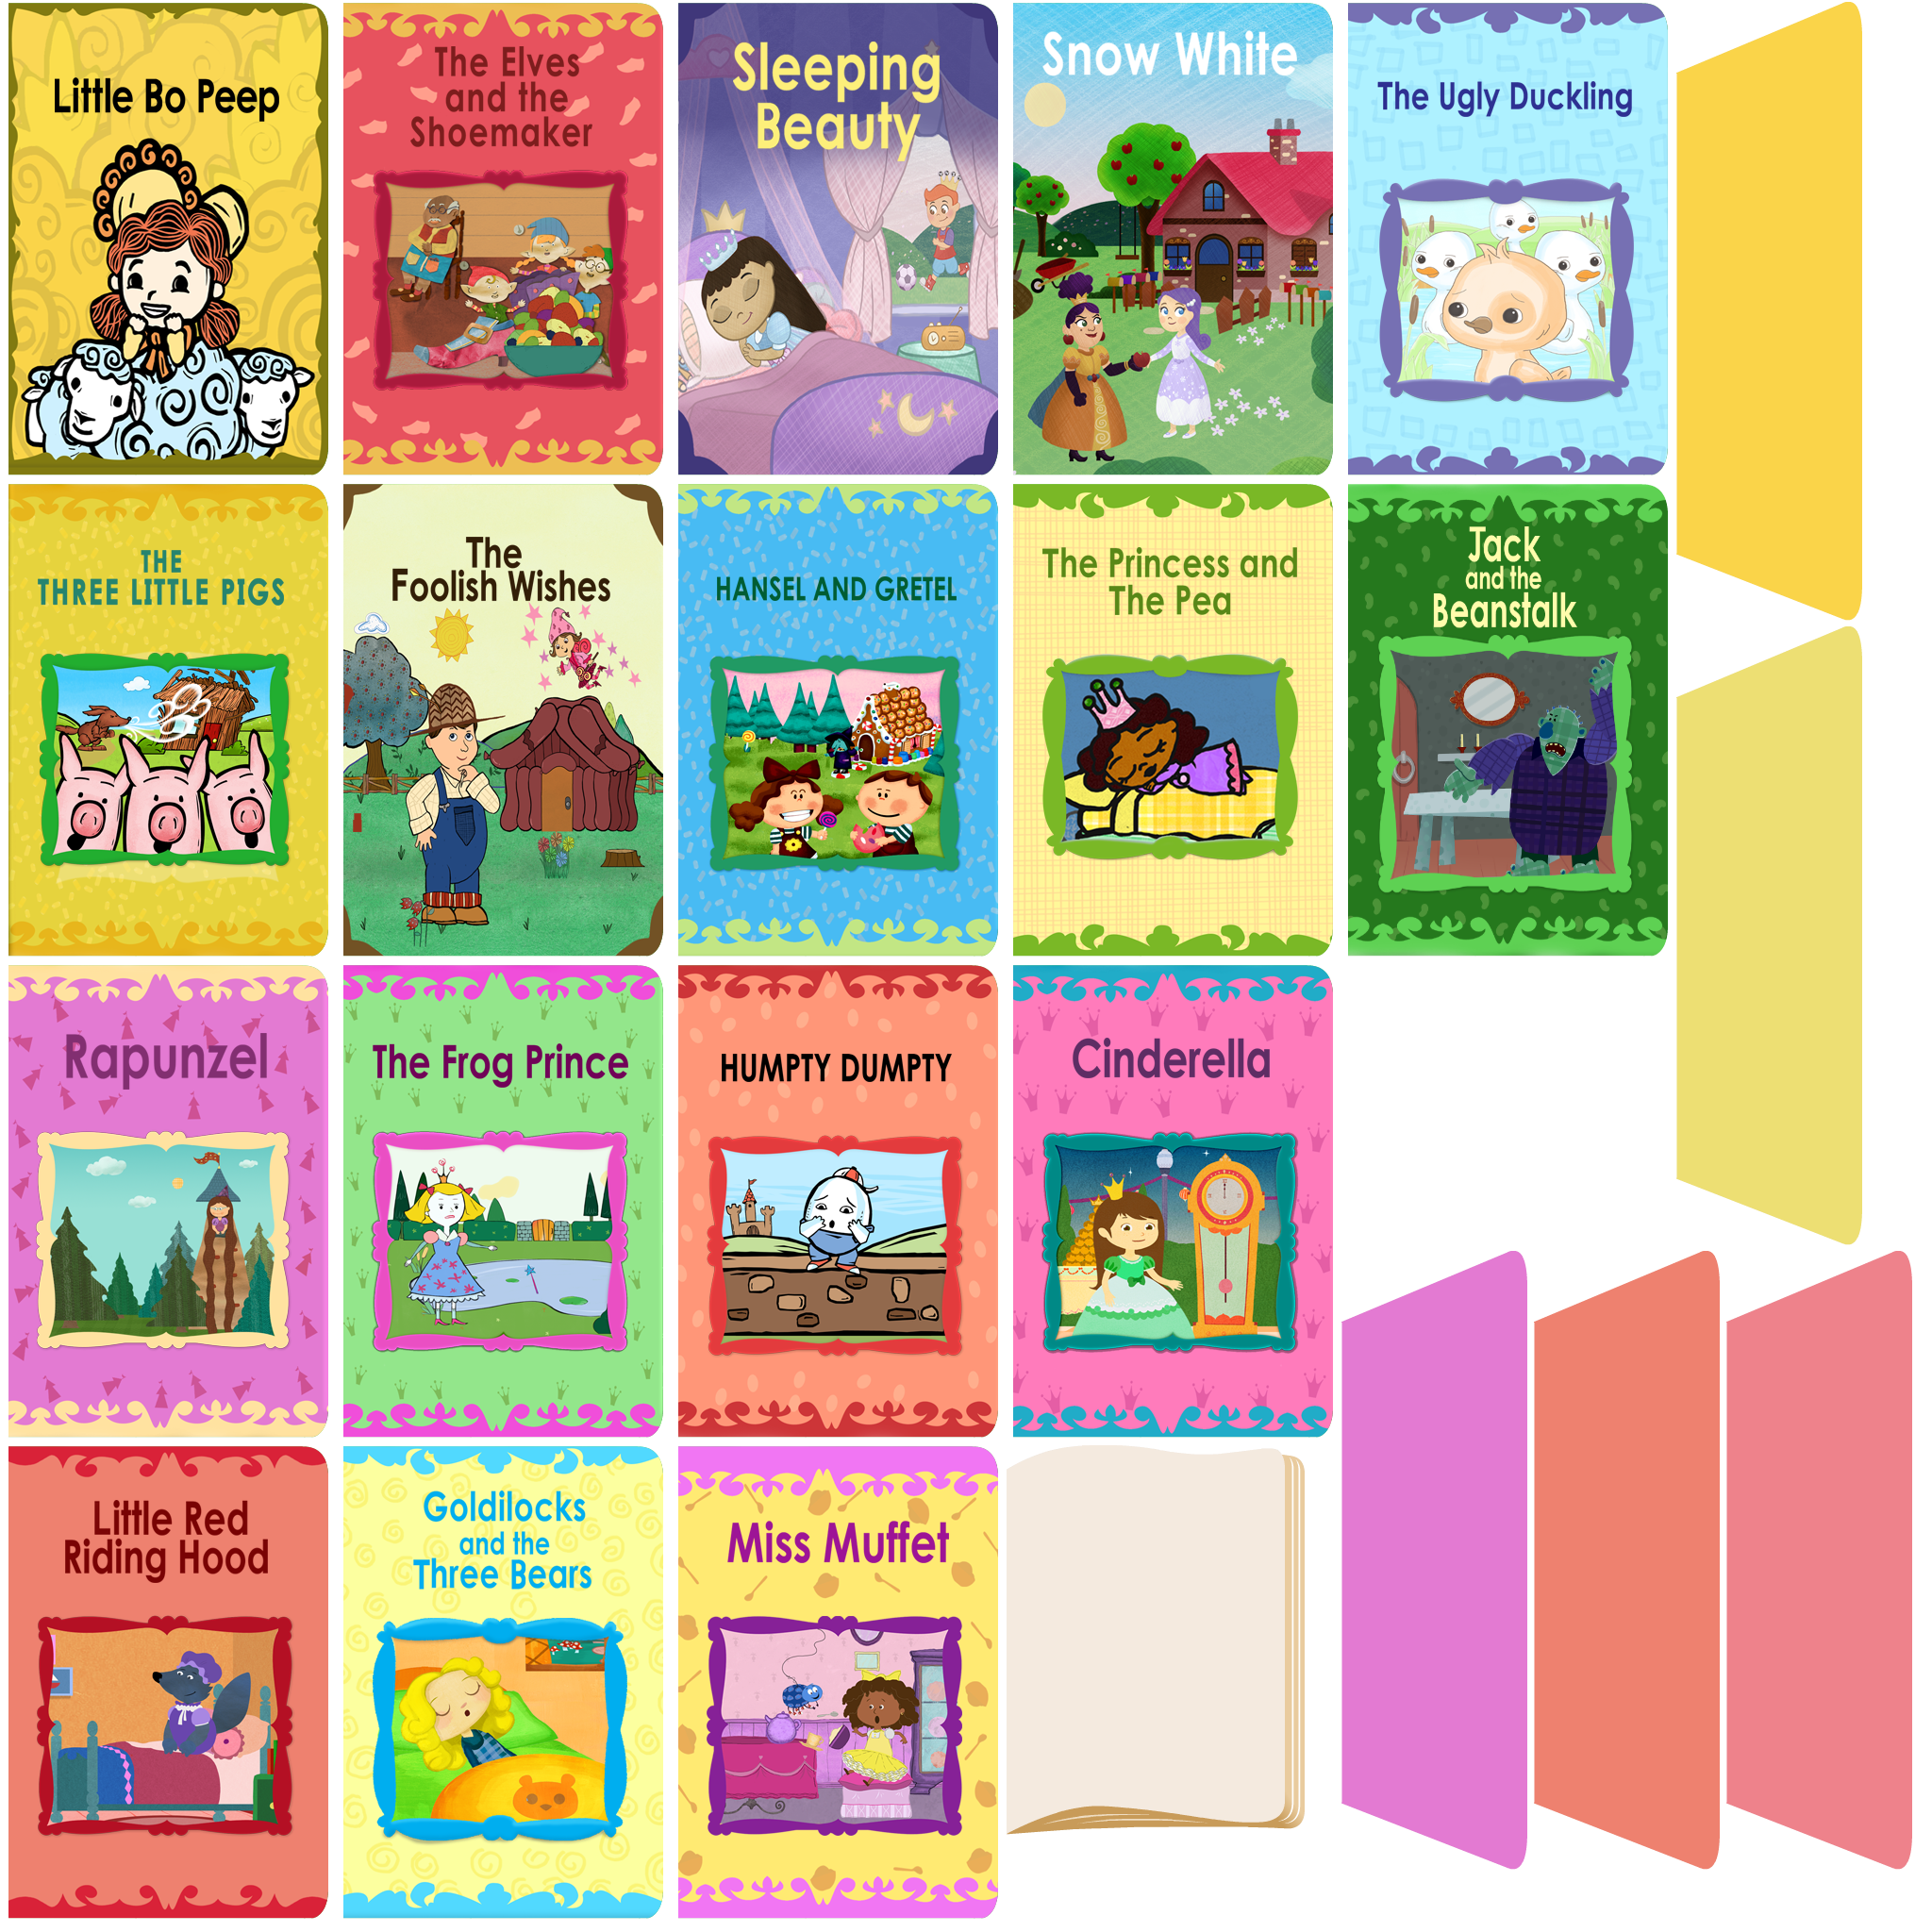 Little Bo Peep
The Elves
and the
Shoemaker
Sleeping
Beauty
Snow White
The Ugly Duckling
THE
THREE LITTLE PIGS
The
Foolish Wishes
HANSEL AND GRETEL
The Princess and
The Pea
Jack
and the
Beanstalk
Rapunzel
The Frog Prince
HUMPTY DUMPTY
Cinderella
Little Red
Riding Hood
Goldilocks
and the
Three Bears
Miss Muffet